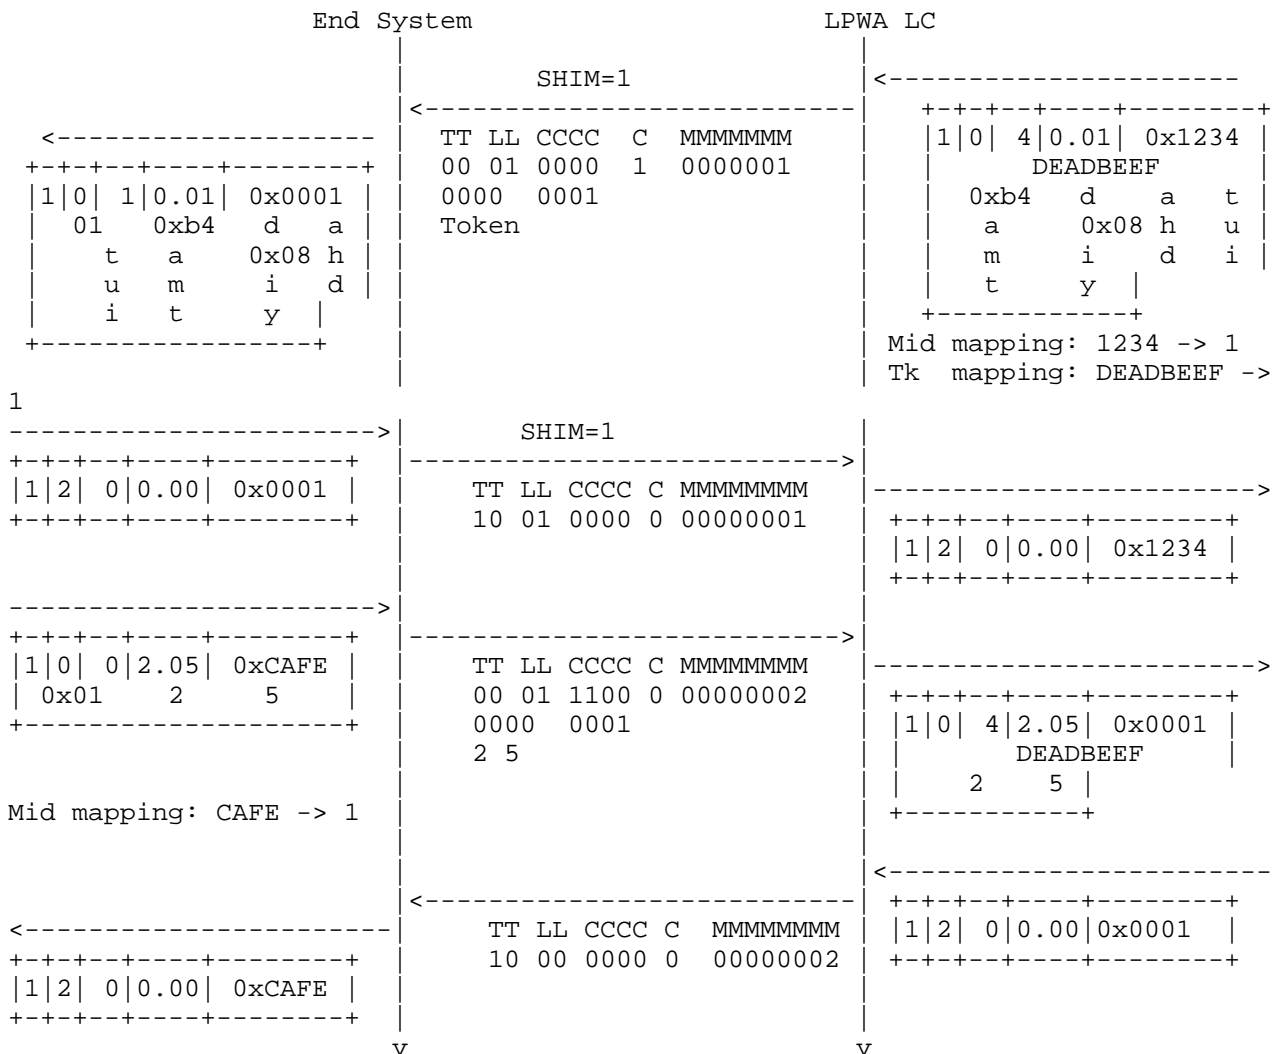 End System                      LPWA LC
                         |                            |
                         |        SHIM=1              |<----------------------
                         |<---------------------------|   +-+-+--+----+--------+
  <--------------------  |  TT LL CCCC  C  MMMMMMM    |   |1|0| 4|0.01| 0x1234 |
 +-+-+--+----+--------+  |  00 01 0000  1  0000001    |   |      DEADBEEF      |
 |1|0| 1|0.01| 0x0001 |  |  0000  0001                |   |  0xb4   d   a   t  |
 |  01   0xb4   d   a |  |  Token                     |   |  a     0x08 h   u  |
 |    t   a    0x08 h |  |                            |   |  m     i    d   i  |
 |    u   m     i   d |  |                            |   |  t     y  |
 |    i   t     y  |     |                            |   +------------+
 +-----------------+     |                            | Mid mapping: 1234 -> 1
                         |                            | Tk  mapping: DEADBEEF ->
1
----------------------->|       SHIM=1               |
+-+-+--+----+--------+  |--------------------------->|
|1|2| 0|0.00| 0x0001 |  |    TT LL CCCC C MMMMMMMM   |------------------------>
+-+-+--+----+--------+  |    10 01 0000 0 00000001   | +-+-+--+----+--------+
                        |                            | |1|2| 0|0.00| 0x1234 |
                        |                            | +-+-+--+----+--------+
----------------------->|                            |
+-+-+--+----+--------+  |--------------------------->|
|1|0| 0|2.05| 0xCAFE |  |    TT LL CCCC C MMMMMMMM   |------------------------>
| 0x01    2     5    |  |    00 01 1100 0 00000002   | +-+-+--+----+--------+
+--------------------+  |    0000  0001              | |1|0| 4|2.05| 0x0001 |
                        |    2 5                     | |       DEADBEEF     |
                        |                            | |    2    5 |
Mid mapping: CAFE -> 1  |                            | +-----------+
                        |                            |
                        |                            |<------------------------
                        |<---------------------------| +-+-+--+----+--------+
<-----------------------|     TT LL CCCC C  MMMMMMMM | |1|2| 0|0.00|0x0001  |
+-+-+--+----+--------+  |     10 00 0000 0  00000002 | +-+-+--+----+--------+
|1|2| 0|0.00| 0xCAFE |  |                            |
+-+-+--+----+--------+  |                            |
                        v                            v